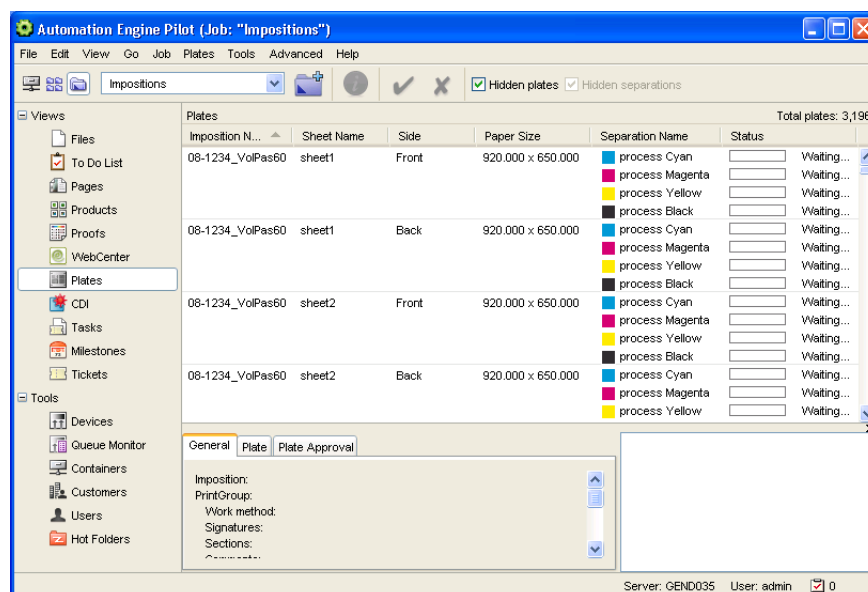 Automation Engine Pilot (Job: "Impositions")
File Edit View Go Job Plates Tools Advanced Help
Impositions
Hidden plates Hidden separations
Views
Files
To Do List
Pages
Products
Proofs
WebCenter
Plates
CDI
Tasks
Milestones
Tickets
Tools
Devices
Queue Monitor
Containers
Customers
Users
Hot Folders
Plates Total plates: 3,196
Imposition N... Sheet Name Side Paper Size Separation Name Status
08-1234_VolPas60 sheet1 Front 920.000 x 650.000 process Cyan Waiting...
process Magenta Waiting...
process Yellow Waiting...
process Black Waiting...
08-1234_VolPas60 sheet1 Back 920.000 x 650.000 process Cyan Waiting...
process Magenta Waiting...
process Yellow Waiting...
process Black Waiting...
08-1234_VolPas60 sheet2 Front 920.000 x 650.000 process Cyan Waiting...
process Magenta Waiting...
process Yellow Waiting...
process Black Waiting...
08-1234_VolPas60 sheet2 Back 920.000 x 650.000 process Cyan Waiting...
process Magenta Waiting...
process Yellow Waiting...
General Plate Plate Approval
Imposition:
PrintGroup:
Work method:
Signatures:
Sections:
Server: GEND035 User: admin 0